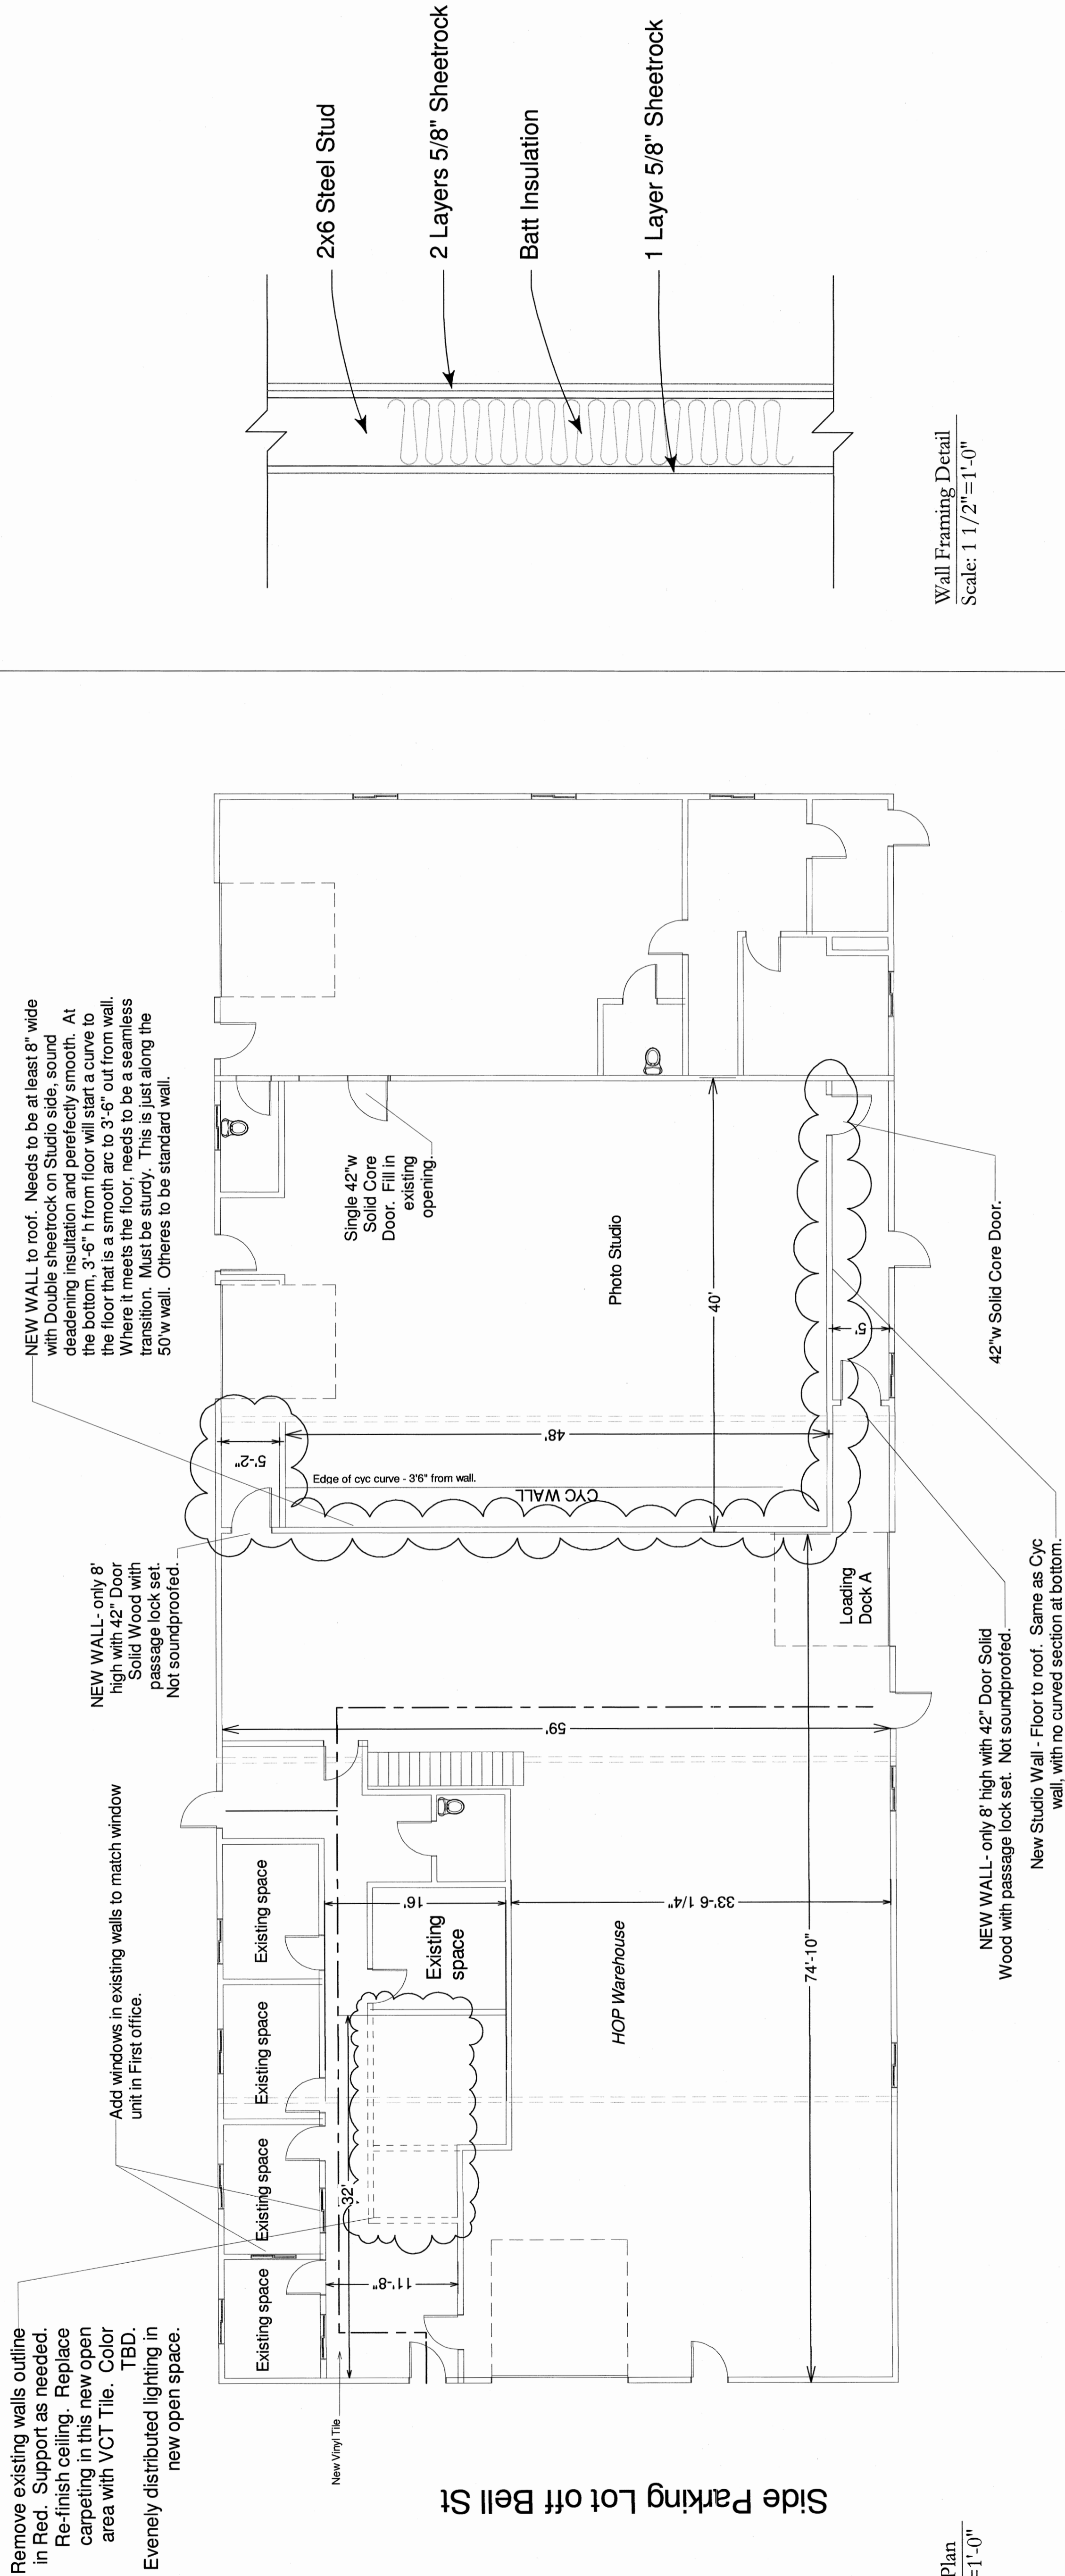 Remove existing walls outline
in Red. Support as needed.
Re-finish ceiling. Replace
carpeting in this new open
area with VCT Tile. Color
TBD.
Evenely distributed lighting in
new open space.
Add windows in existing walls to match window
unit in First office.
NEW WALL- only 8'
high with 42" Door
Solid Wood with
passage lock set.
Not soundproofed.
NEW WALL to roof. Needs to be at least 8" wide
with Double sheetrock on Studio side, sound
deadening insultation and perefectly smooth. At
the bottom, 3'-6" h from floor will start a curve to
the floor that is a smooth arc to 3'-6" out from wall.
Where it meets the floor, needs to be a seamless
transition. Must be sturdy. This is just along the
50'w wall. Otheres to be standard wall.
Existing space
Existing space
Existing space
Existing space
New Vinyl Tile
32'
11'-8"
16'
Existing
space
33'-6 1/4"
HOP Warehouse
59'
74'-10"
Loading
Dock A
5'-2"
Edge of cyc curve - 3'6" from wall.
CYC WALL
48'
40'
5'
Photo Studio
Single 42"w
Solid Core
Door. Fill in
existing
opening.
42"w Solid Core Door.
NEW WALL- only 8' high with 42" Door Solid
Wood with passage lock set. Not soundproofed.
New Studio Wall - Floor to roof. Same as Cyc
wall, with no curved section at bottom.
Side Parking Lot off Bell St
Plan
=1'-0"
2x6 Steel Stud
2 Layers 5/8" Sheetrock
Batt Insulation
1 Layer 5/8" Sheetrock
Wall Framing Detail
Scale: 1 1/2"=1'-0"